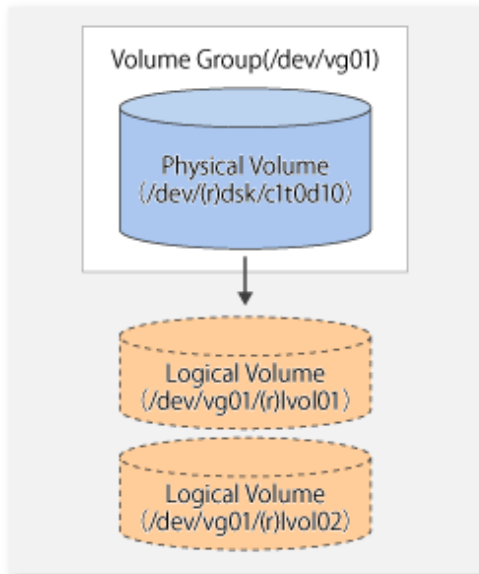 Volume Group(/dev/vg01)
Physical Volume
(/dev/(r)dsk/c1t0d10)
Logical Volume
(/dev/vg01/(r)lvol01)
Logical Volume
(/dev/vg01/(r)lvol02)